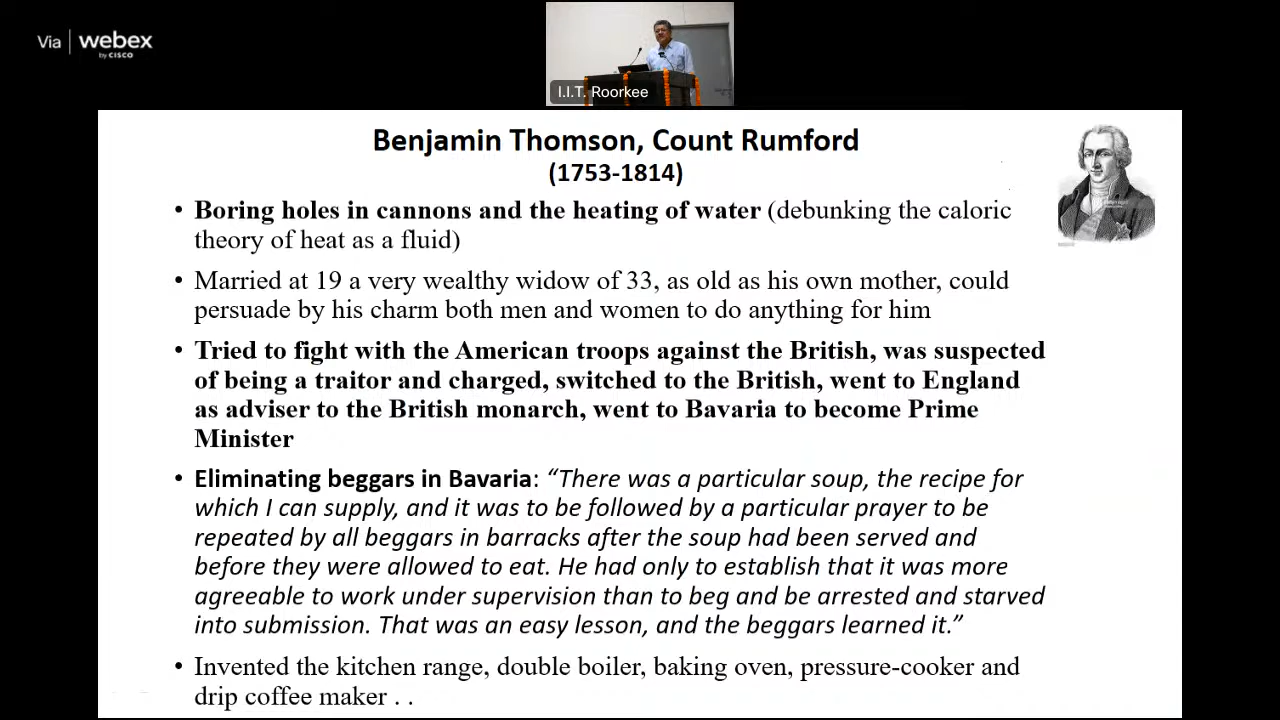 Via webex
by CISCO
I.I.T. Roorkee
Benjamin Thomson, Count Rumford
(1753-1814)
• Boring holes in cannons and the heating of water (debunking the caloric
theory of heat as a fluid)
• Married at 19 a very wealthy widow of 33, as old as his own mother, could
persuade by his charm both men and women to do anything for him
• Tried to fight with the American troops against the British, was suspected
of being a traitor and charged, switched to the British, went to England
as adviser to the British monarch, went to Bavaria to become Prime
Minister
• Eliminating beggars in Bavaria: “There was a particular soup, the recipe for
which I can supply, and it was to be followed by a particular prayer to be
repeated by all beggars in barracks after the soup had been served and
before they were allowed to eat. He had only to establish that it was more
agreeable to work under supervision than to beg and be arrested and starved
into submission. That was an easy lesson, and the beggars learned it.”
• Invented the kitchen range, double boiler, baking oven, pressure-cooker and
drip coffee maker . .